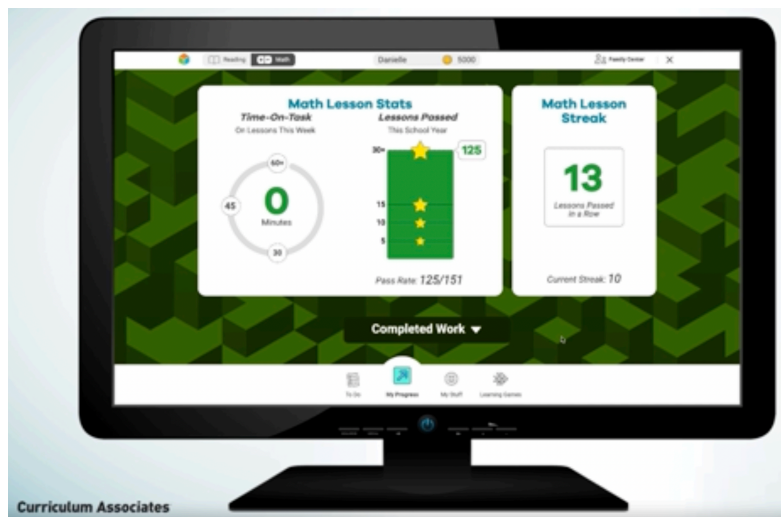 Reading
Math
Danielle
5000
Family Center
X
Math Lesson Stats
Time-On-Task
On Lessons This Week
60+
45
30
0
Minutes
Lessons Passed
This School Year
30+
125
15
10
5
Pass Rate: 125/151
Math Lesson
Streak
13
Lessons Passed
in a Row
Current Streak: 10
Completed Work
To Do
My Progress
My Stuff
Learning Games
Curriculum Associates